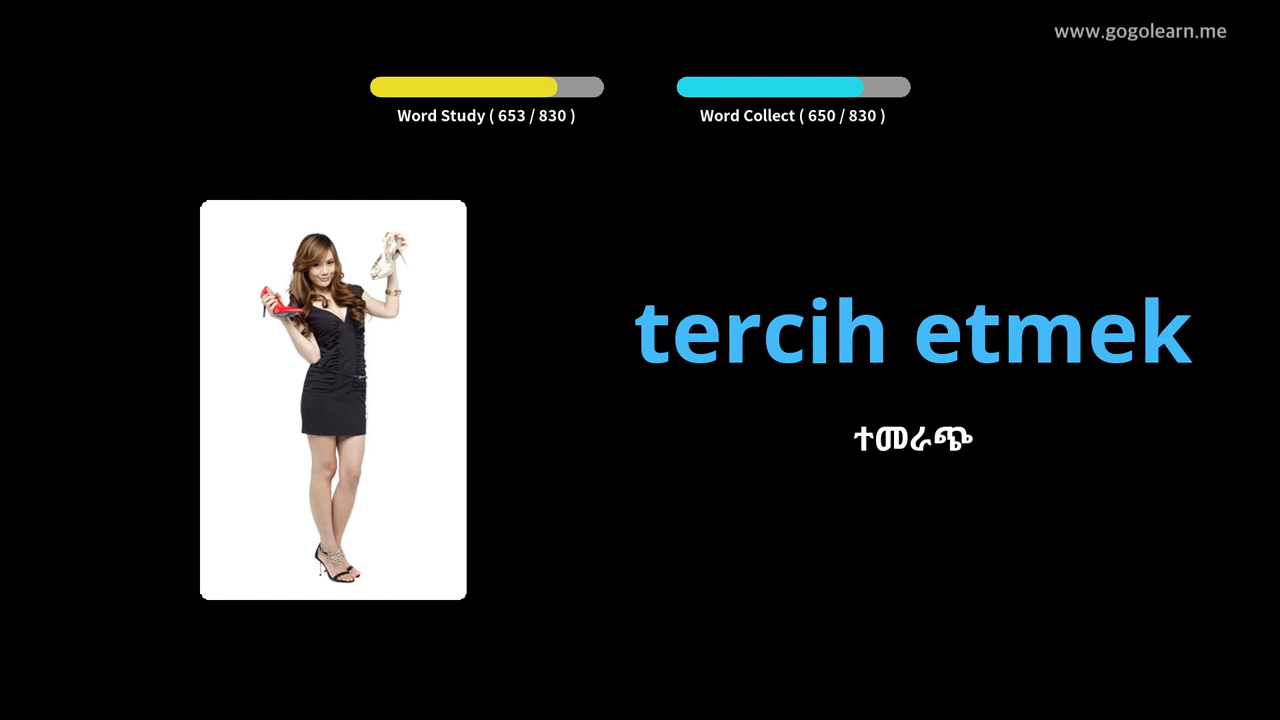 www.gogolearn.me
Word Study ( 653 / 830 )
Word Collect ( 650 / 830 )
tercih etmek
ተመራጭ